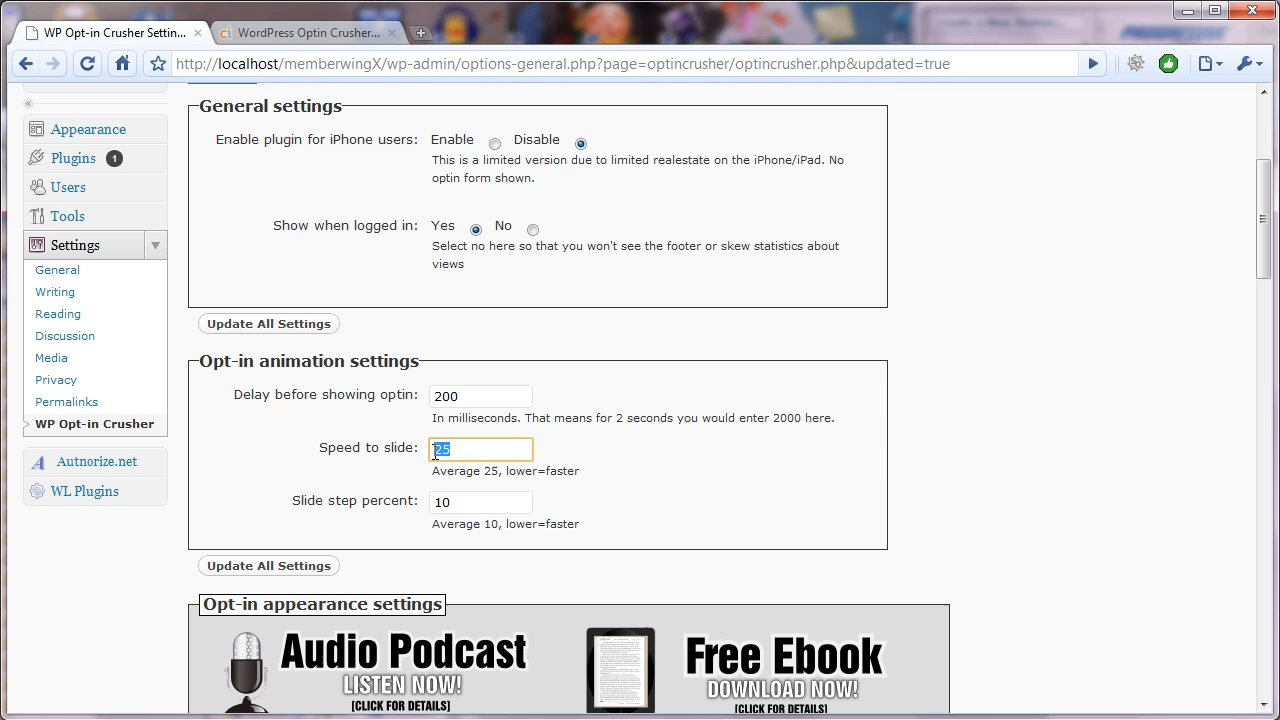 WP Opt-in Crusher Settin...
WordPress Optin Crusher...
http://localhost/memberwingX/wp-admin/options-general.php?page=optincrusher/optincrusher.php&updated=true
Appearance
Plugins 1
Users
Tools
Settings
General
Writing
Reading
Discussion
Media
Privacy
Permalinks
WP Opt-in Crusher
Autnorize.net
WL Plugins
General settings
Enable plugin for iPhone users: Enable Disable
This is a limited version due to limited realestate on the iPhone/iPad. No
optin form shown.
Show when logged in: Yes No
Select no here so that you won't see the footer or skew statistics about
views
Update All Settings
Opt-in animation settings
Delay before showing optin: 200
In milliseconds. That means for 2 seconds you would enter 2000 here.
Speed to slide: 25
Average 25, lower=faster
Slide step percent: 10
Average 10, lower=faster
Update All Settings
Opt-in appearance settings
Audio Podcast
LISTEN NOW!
[CLICK FOR DETAILS]
Free Ebook
DOWNLOAD NOW!
[CLICK FOR DETAILS]